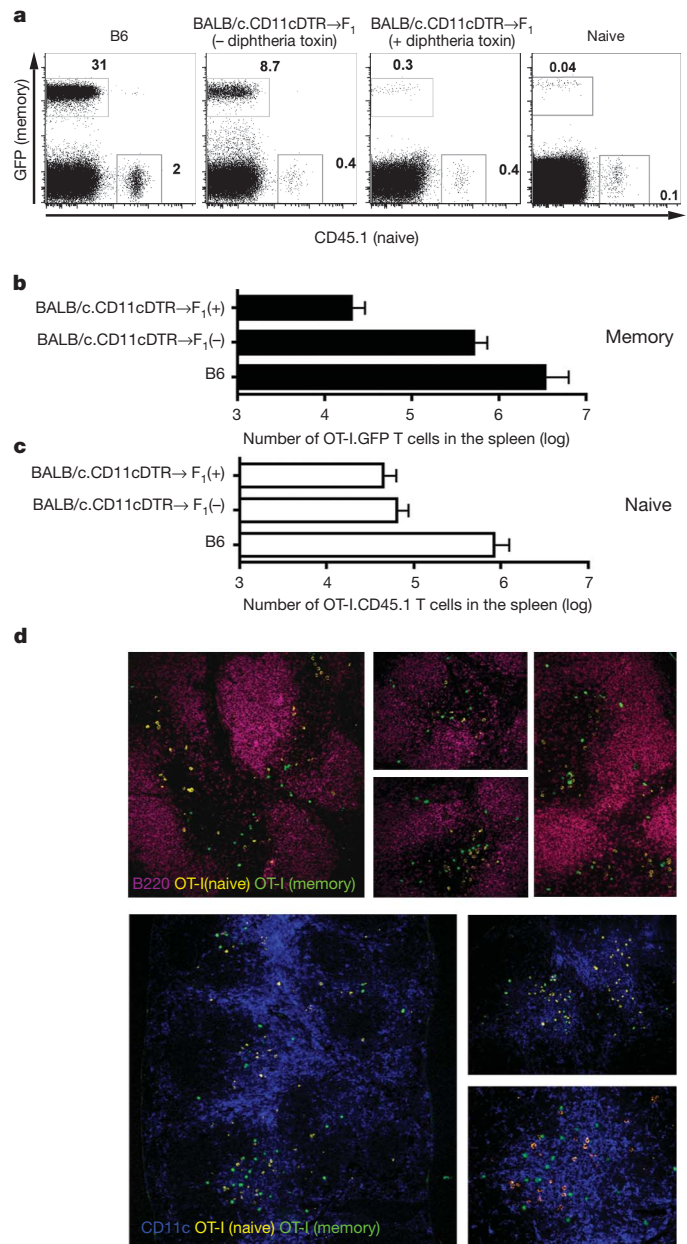 a
B6
BALB/c.CD11cDTR→F1
(– diphtheria toxin)
BALB/c.CD11cDTR→F1
(+ diphtheria toxin)
Naive
31
8.7
0.3
0.04
2
0.4
0.4
0.1
GFP (memory)
CD45.1 (naive)
b
BALB/c.CD11cDTR→F1(+)
BALB/c.CD11cDTR→F1(–)
B6
Memory
3 4 5 6 7
Number of OT-I.GFP T cells in the spleen (log)
c
BALB/c.CD11cDTR→ F1(+)
BALB/c.CD11cDTR→ F1(–)
B6
Naive
3 4 5 6 7
Number of OT-I.CD45.1 T cells in the spleen (log)
d
B220 OT-I(naive) OT-I (memory)
CD11c OT-I (naive) OT-I (memory)